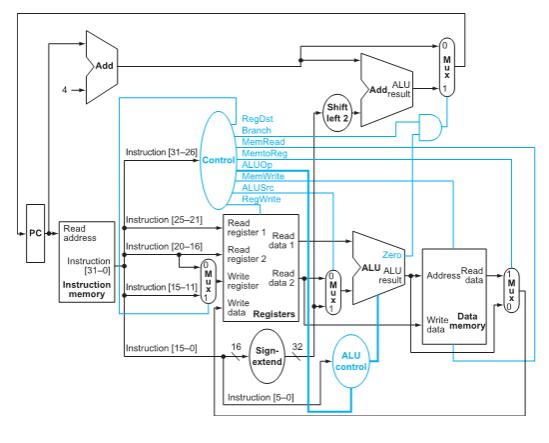 0
M
u
x
1
Add
4
Add
ALU
result
Shift
left 2
RegDst
Branch
MemRead
MemtoReg
ALUOp
MemWrite
ALUSrc
RegWrite
Control
Instruction [31–26]
Instruction [25–21]
Instruction [20–16]
Instruction [15–11]
Instruction [15–0]
Instruction [5–0]
PC
Read
address
Instruction
[31–0]
Instruction
memory
0
M
u
x
1
Read
register 1
Read
register 2
Write
register
Write
data
Read
data 1
Read
data 2
Registers
0
M
u
x
1
Zero
ALU
ALU
result
Address
Read
data
Write
data
Data
memory
1
M
u
x
0
16
Sign-
extend
32
ALU
control